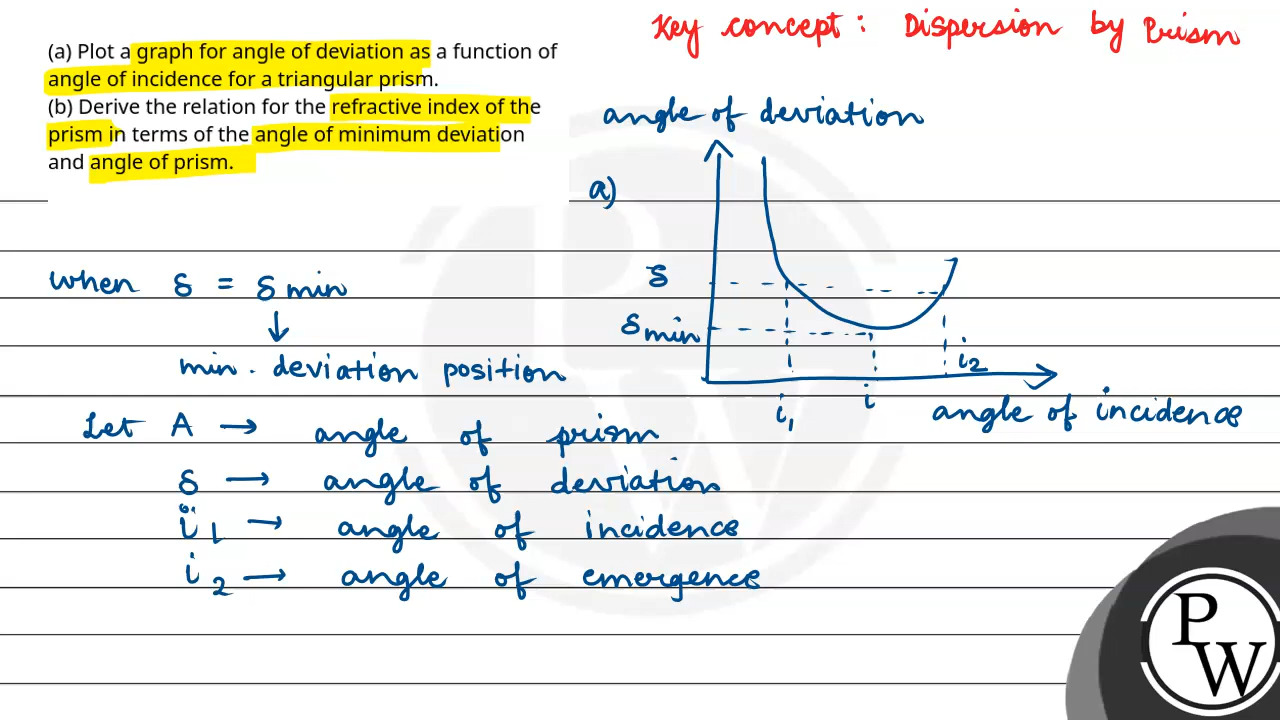 Key concept : Dispersion by Prism
(a) Plot a graph for angle of deviation as a function of
angle of incidence for a triangular prism.
(b) Derive the relation for the refractive index of the
prism in terms of the angle of minimum deviation
and angle of prism.
angle of deviation
a)
δ
δ min
i1
i
i2
angle of incidence
when δ = δ min
↓
min. deviation position
Let A → angle of prism
δ → angle of deviation
i1 → angle of incidence
i2 → angle of emergence
P
W